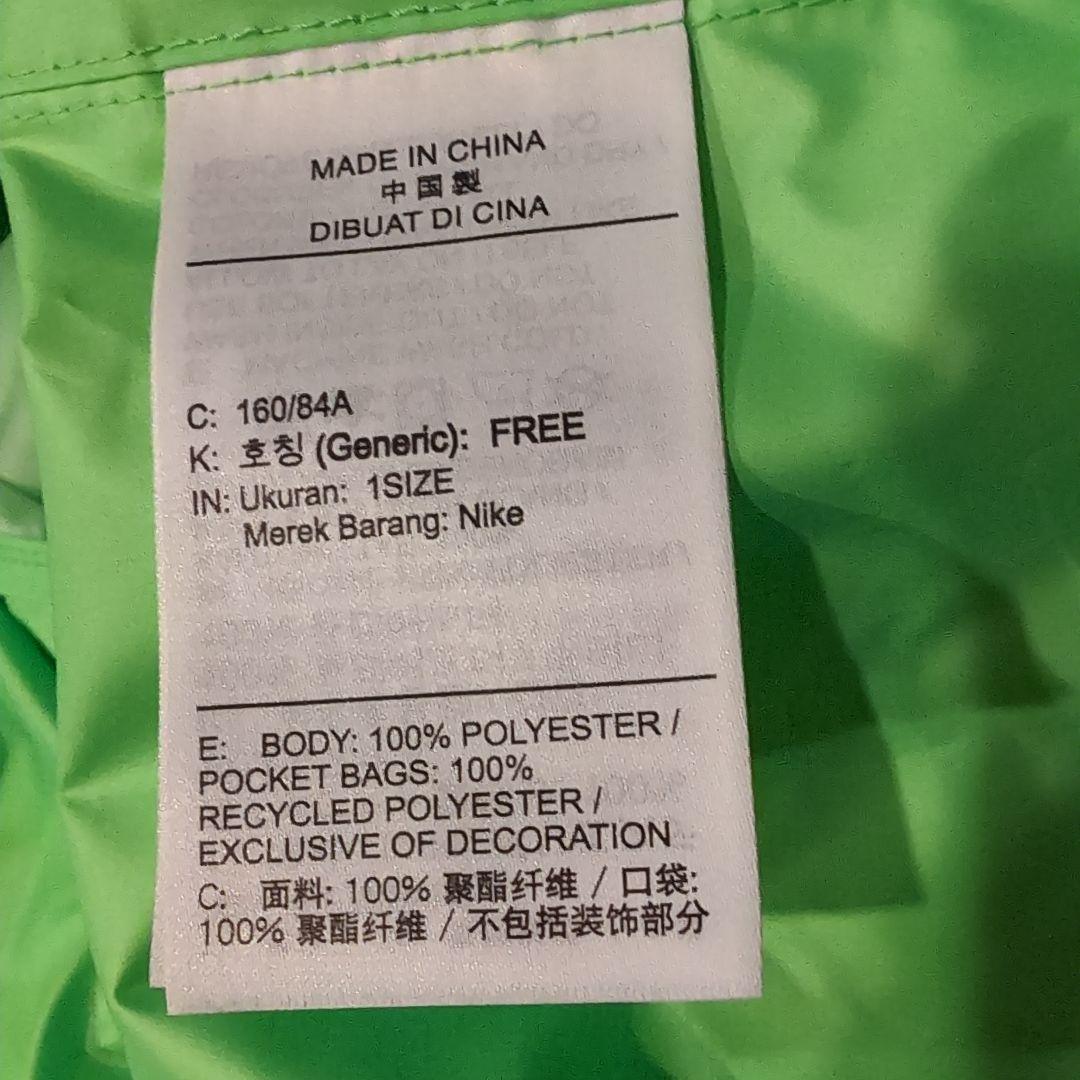 MADE IN CHINA
中国製
DIBUAT DI CINA
C: 160/84A
K: 호칭 (Generic): FREE
IN: Ukuran: 1SIZE
Merek Barang: Nike
E: BODY: 100% POLYESTER /
POCKET BAGS: 100%
RECYCLED POLYESTER /
EXCLUSIVE OF DECORATION
C: 面料: 100% 聚酯纤维 / 口袋:
100% 聚酯纤维 / 不包括装饰部分